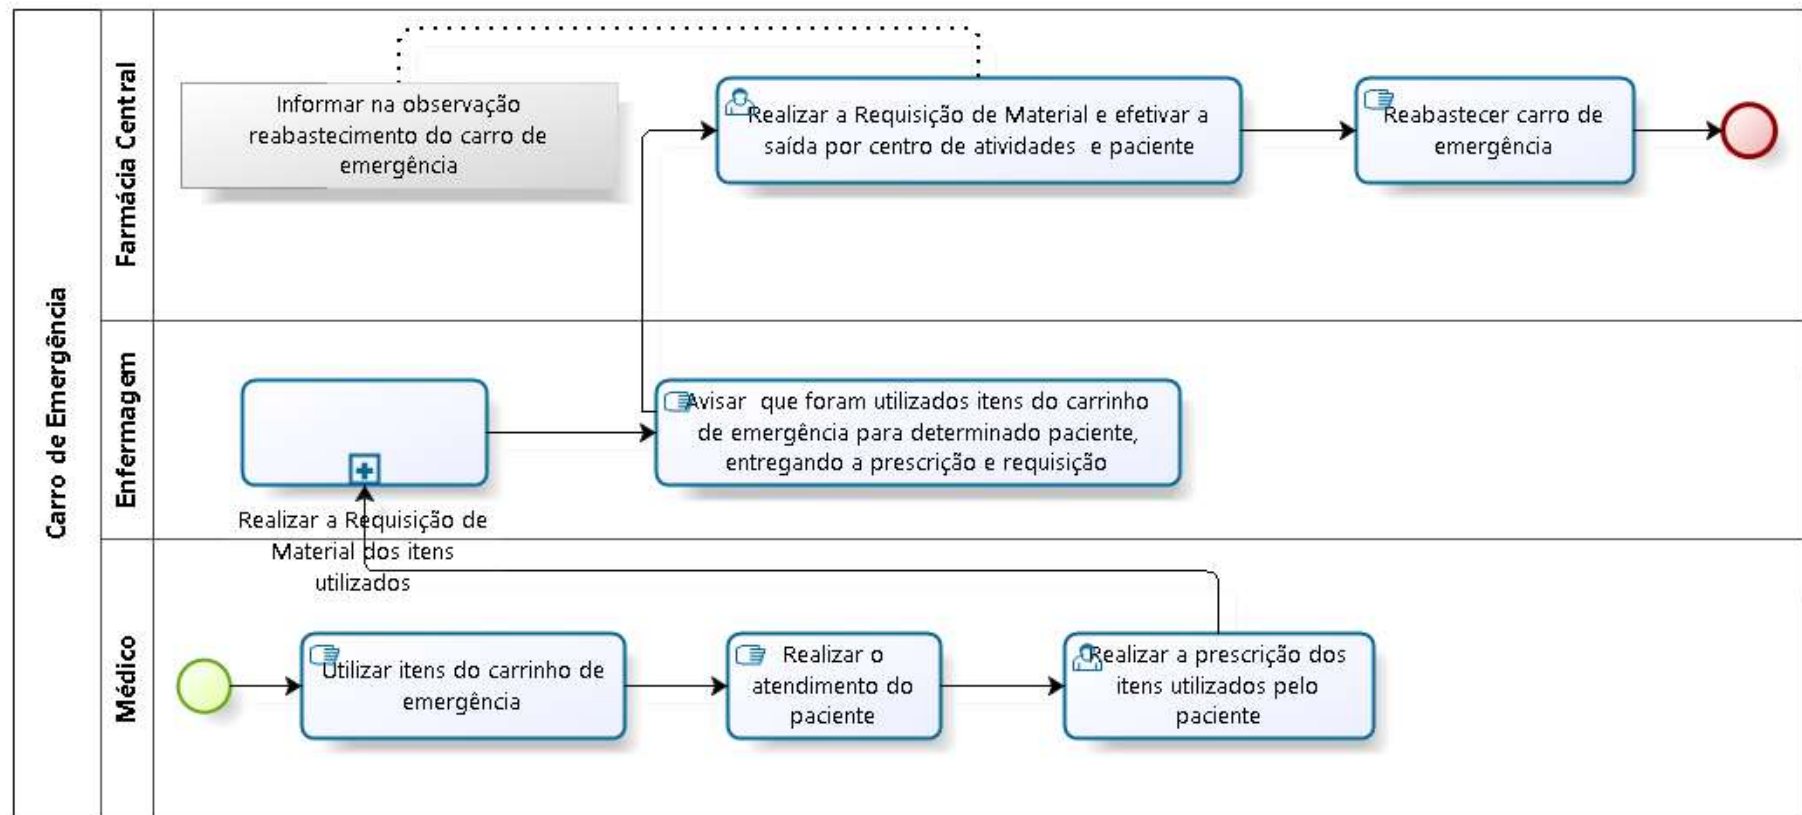 Carro de Emergência
Farmácia Central
Informar na observação
reabastecimento do carro de
emergência
Realizar a Requisição de Material e efetivar a
saída por centro de atividades e paciente
Reabastecer carro de
emergência
Enfermagem
Realizar a Requisição de
Material dos itens
utilizados
Avisar que foram utilizados itens do carrinho
de emergência para determinado paciente,
entregando a prescrição e requisição
Médico
Utilizar itens do carrinho de
emergência
Realizar o
atendimento do
paciente
Realizar a prescrição dos
itens utilizados pelo
paciente